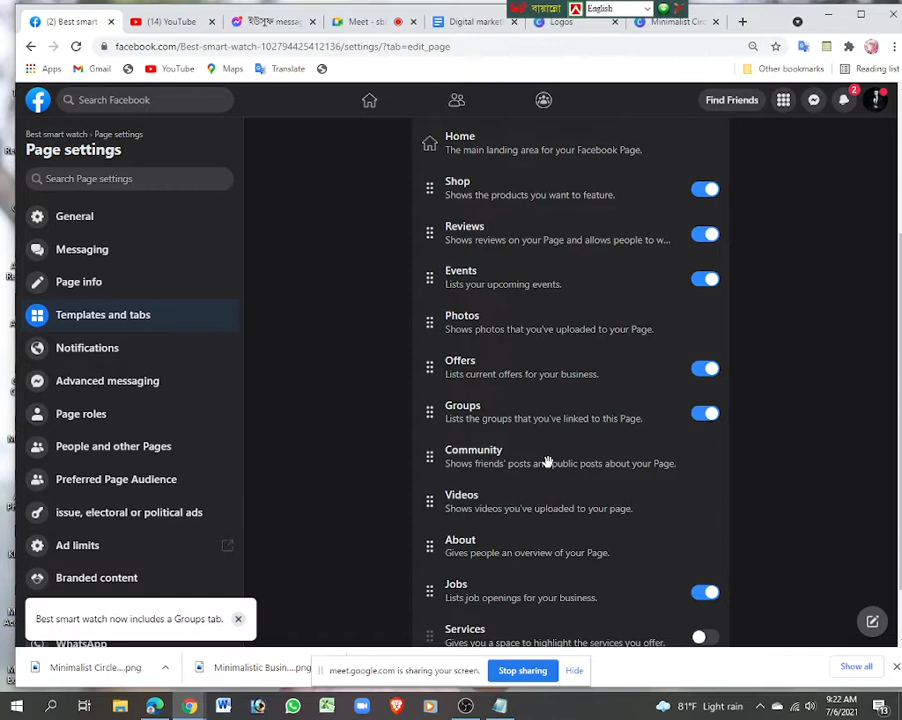 বায়ান্নো
English
Best smart
(14) YouTube
ইউসুফ messa
Meet - sb
Digital market
Logos
Minimalist Circ
facebook.com/Best-smart-watch-102794425412136/settings/?tab=edit_page
Apps
Gmail
YouTube
Maps
Translate
Other bookmarks
Reading list
Search Facebook
Find Friends
2
Best smart watch › Page settings
Page settings
Search Page settings
General
Messaging
Page info
Templates and tabs
Notifications
Advanced messaging
Page roles
People and other Pages
Preferred Page Audience
issue, electoral or political ads
Ad limits
Branded content
WhatsApp
Best smart watch now includes a Groups tab.
Home
The main landing area for your Facebook Page.
Shop
Shows the products you want to feature.
Reviews
Shows reviews on your Page and allows people to w...
Events
Lists your upcoming events.
Photos
Shows photos that you've uploaded to your Page.
Offers
Lists current offers for your business.
Groups
Lists the groups that you've linked to this Page.
Community
Shows friends' posts and public posts about your Page.
Videos
Shows videos you've uploaded to your page.
About
Gives people an overview of your Page.
Jobs
Lists job openings for your business.
Services
Gives you a space to highlight the services you offer.
Minimalist Circle....png
Minimalistic Busin....png
meet.google.com is sharing your screen.
Stop sharing
Hide
Show all
81°F Light rain
9:22 AM
7/6/2021